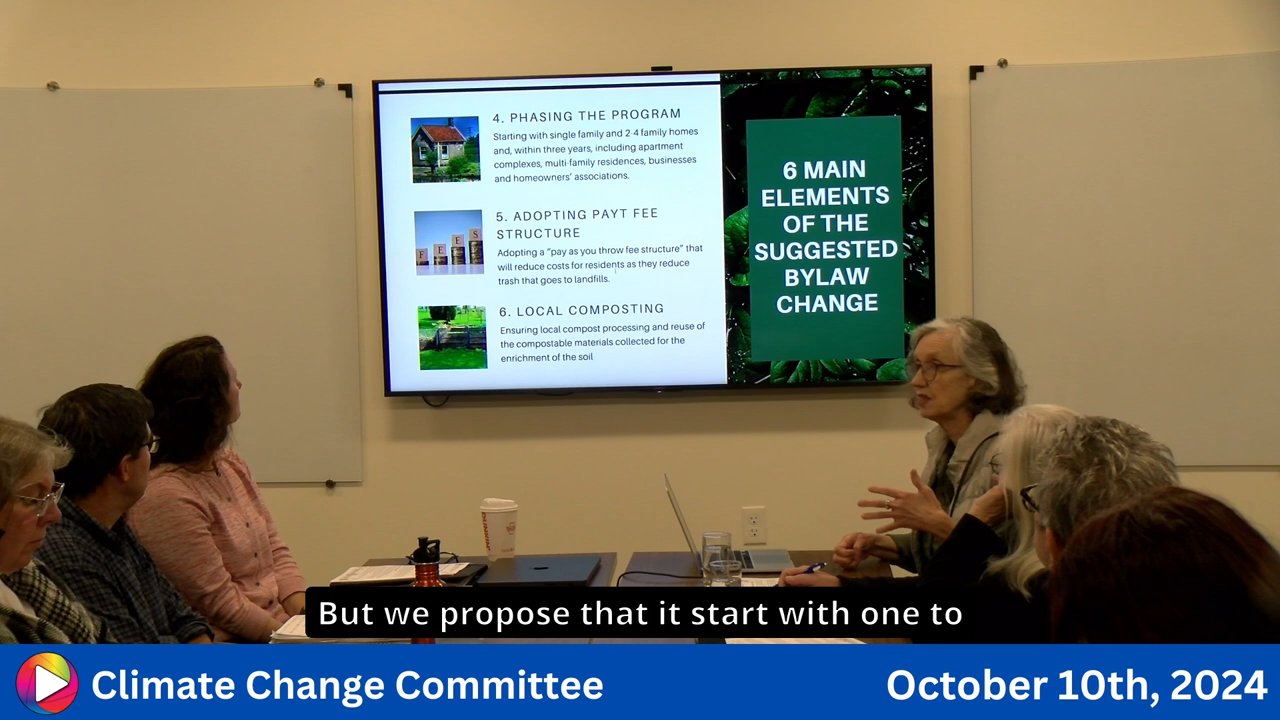 4. PHASING THE PROGRAM
Starting with single family and 2-4 family homes
and, within three years, including apartment
complexes, multi-family residences, businesses
and homeowners' associations.
FEES
5. ADOPTING PAYT FEE
STRUCTURE
Adopting a "pay as you throw fee structure" that
will reduce costs for residents as they reduce
trash that goes to landfills.
6. LOCAL COMPOSTING
Ensuring local compost processing and reuse of
the compostable materials collected for the
enrichment of the soil
6 MAIN
ELEMENTS
OF THE
SUGGESTED
BYLAW
CHANGE
But we propose that it start with one to
Climate Change Committee
October 10th, 2024